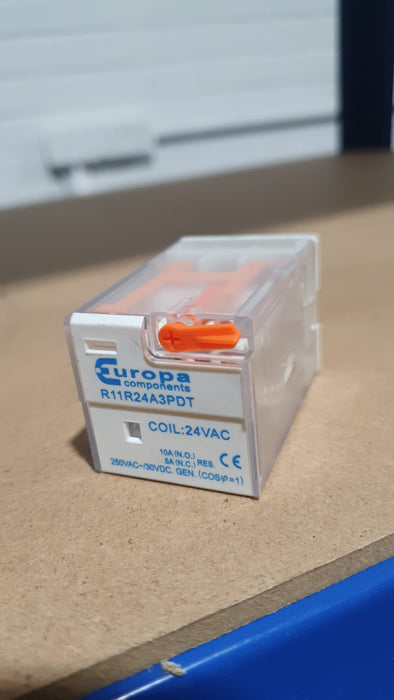 Europa
components
R11R24A3PDT
COIL:24VAC
10A(N.O.)
5A(N.C.) RES.
CE
250VAC~/30VDC. GEN. (COSφ=1)